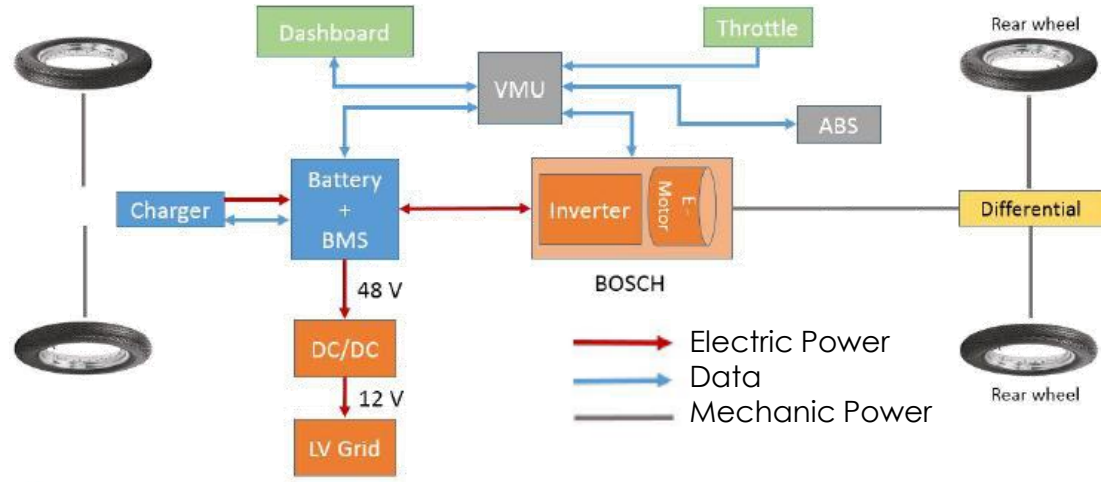 Dashboard
Throttle
Rear wheel
VMU
ABS
Battery
+
BMS
Charger
Inverter
E -
Motor
Differential
BOSCH
48 V
DC/DC
12 V
LV Grid
Electric Power
Data
Mechanic Power
Rear wheel